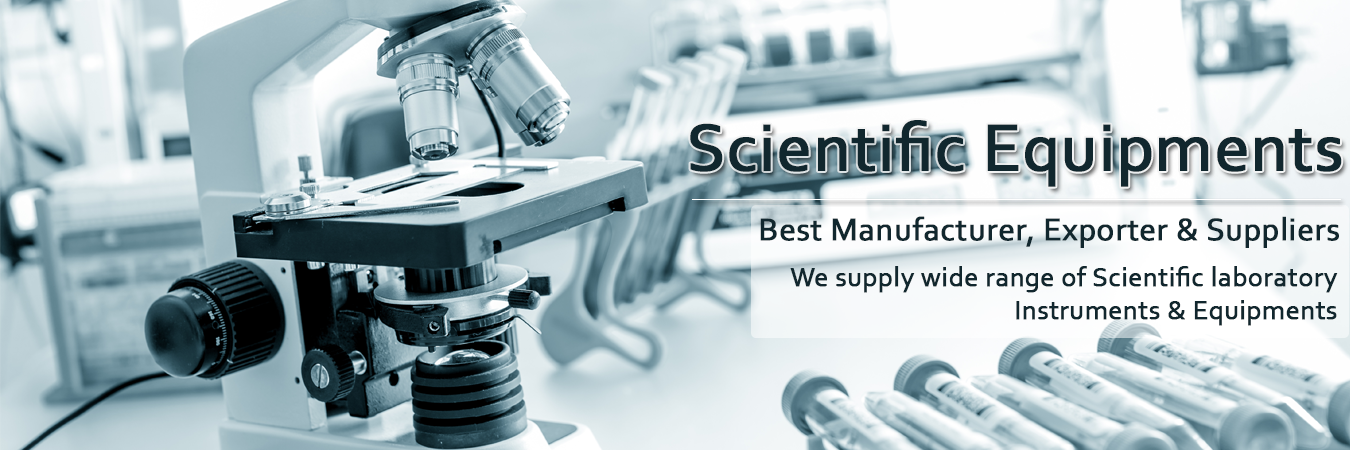 Scientific Equipments
Best Manufacturer, Exporter & Suppliers
We supply wide range of Scientific laboratory
Instruments & Equipments